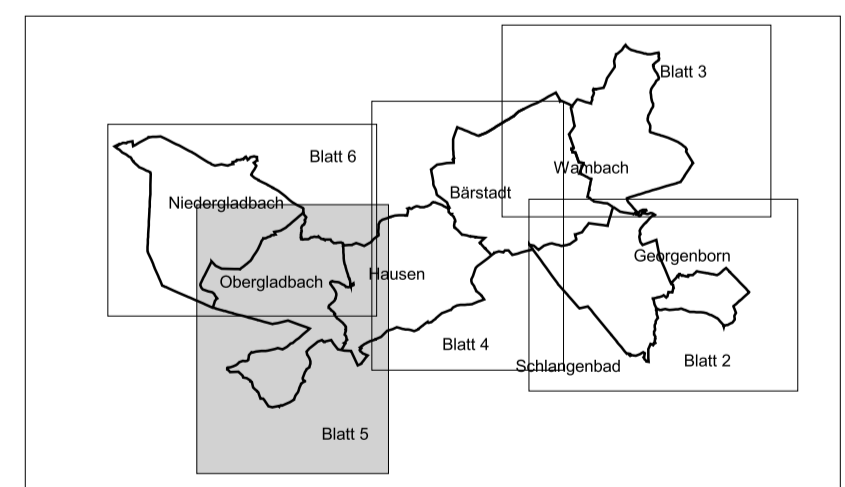 Blatt 3
Blatt 6
Wambach
Bärstadt
Niedergladbach
Georgenborn
Hausen
Obergladbach
Blatt 4
Blatt 2
Schlangenbad
Blatt 5